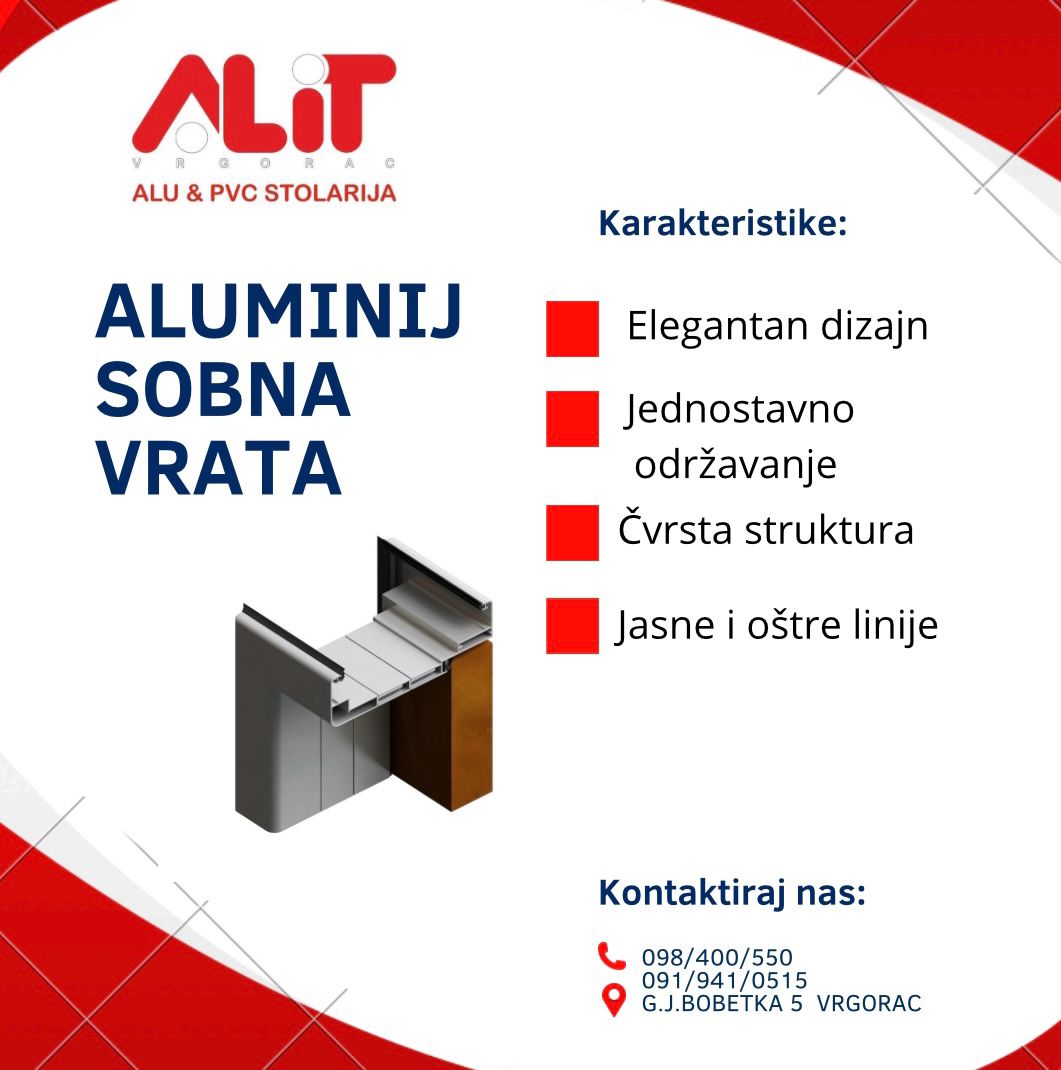 ALiT
VRGORAC
ALU & PVC STOLARIJA
ALUMINIJ
SOBNA
VRATA
Karakteristike:
Elegantan dizajn
Jednostavno
održavanje
Čvrsta struktura
Jasne i oštre linije
Kontaktiraj nas:
098/400/550
091/941/0515
G.J.BOBETKA 5 VRGORAC